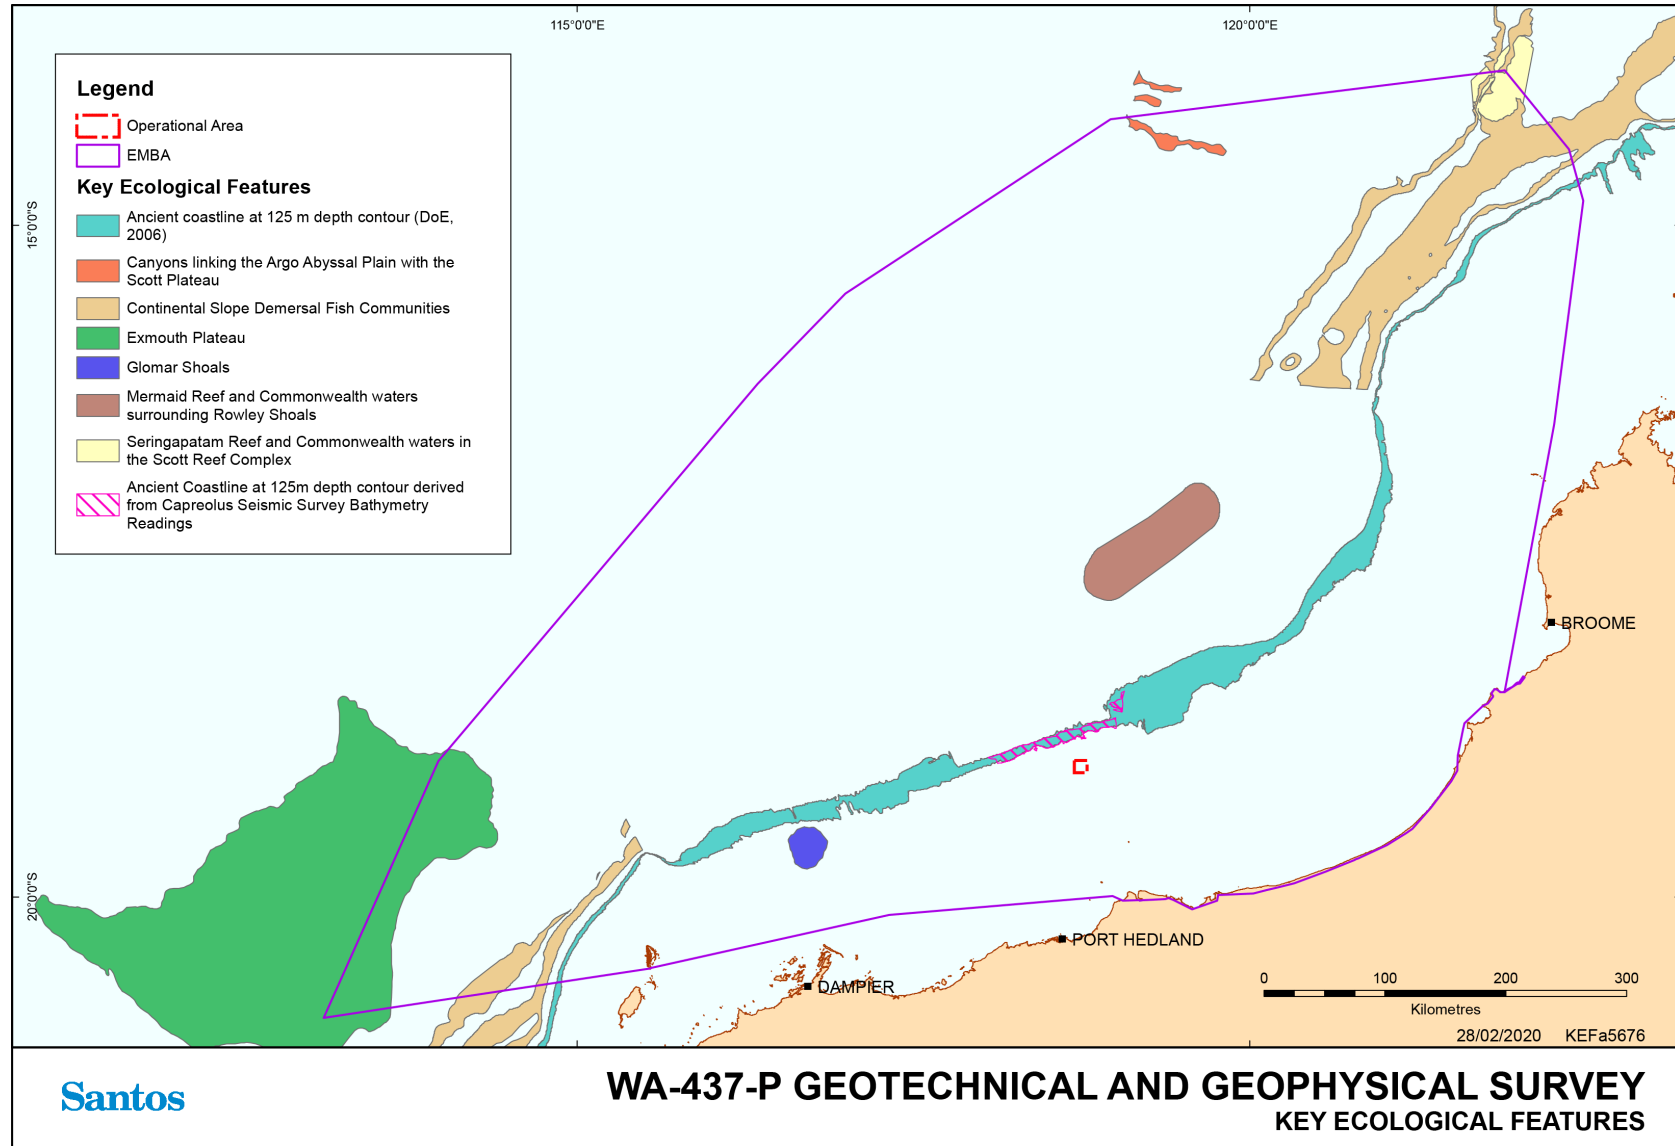 115°0'0"E
120°0'0"E
15°0'0"S
20°0'0"S
Legend
Operational Area
EMBA
Key Ecological Features
Ancient coastline at 125 m depth contour (DoE,
2006)
Canyons linking the Argo Abyssal Plain with the
Scott Plateau
Continental Slope Demersal Fish Communities
Exmouth Plateau
Glomar Shoals
Mermaid Reef and Commonwealth waters
surrounding Rowley Shoals
Seringapatam Reef and Commonwealth waters in
the Scott Reef Complex
Ancient Coastline at 125m depth contour derived
from Capreolus Seismic Survey Bathymetry
Readings
BROOME
PORT HEDLAND
DAMPIER
0 100 200 300
Kilometres
28/02/2020 KEFa5676
Santos
WA-437-P GEOTECHNICAL AND GEOPHYSICAL SURVEY
KEY ECOLOGICAL FEATURES